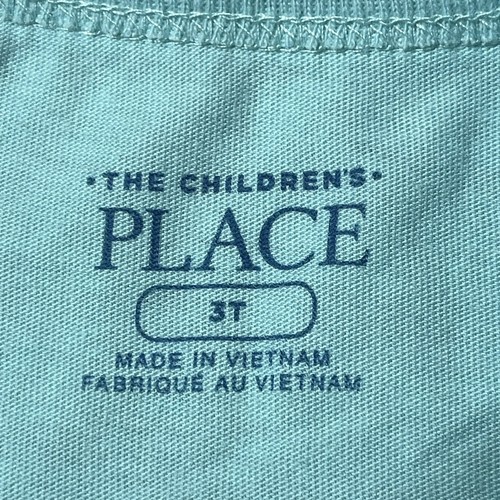 •THE CHILDREN'S•
PLACE
3T
MADE IN VIETNAM
FABRIQUÉ AU VIETNAM